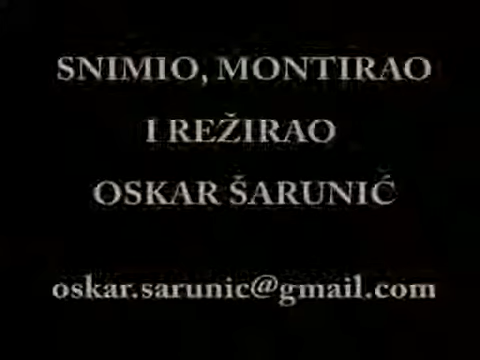 SNIMIO, MONTIRAO
I REŽIRAO
OSKAR ŠARUNIĆ
oskar.sarunic@gmail.com